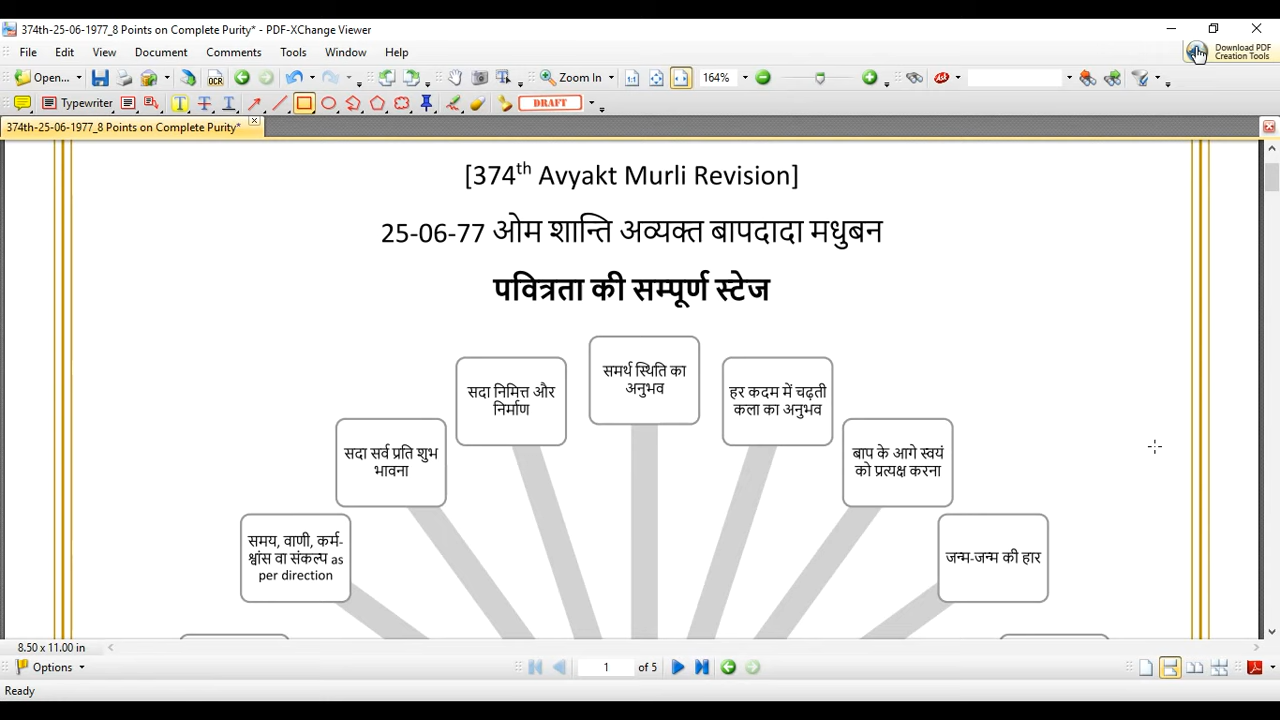 374th-25-06-1977_8 Points on Complete Purity* - PDF-XChange Viewer
File Edit View Document Comments Tools Window Help
Download PDF
Creation Tools
Open... OCR Zoom In 164%
Typewriter DRAFT
374th-25-06-1977_8 Points on Complete Purity*
[374th Avyakt Murli Revision]
25-06-77 ओम शान्ति अव्यक्त बापदादा मधुबन
पवित्रता की सम्पूर्ण स्टेज
समर्थ स्थिति का
अनुभव
सदा निमित्त और
निर्माण
हर कदम में चढ़ती
कला का अनुभव
सदा सर्व प्रति शुभ
भावना
बाप के आगे स्वयं
को प्रत्यक्ष करना
समय, वाणी, कर्म-
श्वांस वा संकल्प as
per direction
जन्म-जन्म की हार
8.50 x 11.00 in
Options 1 of 5
Ready